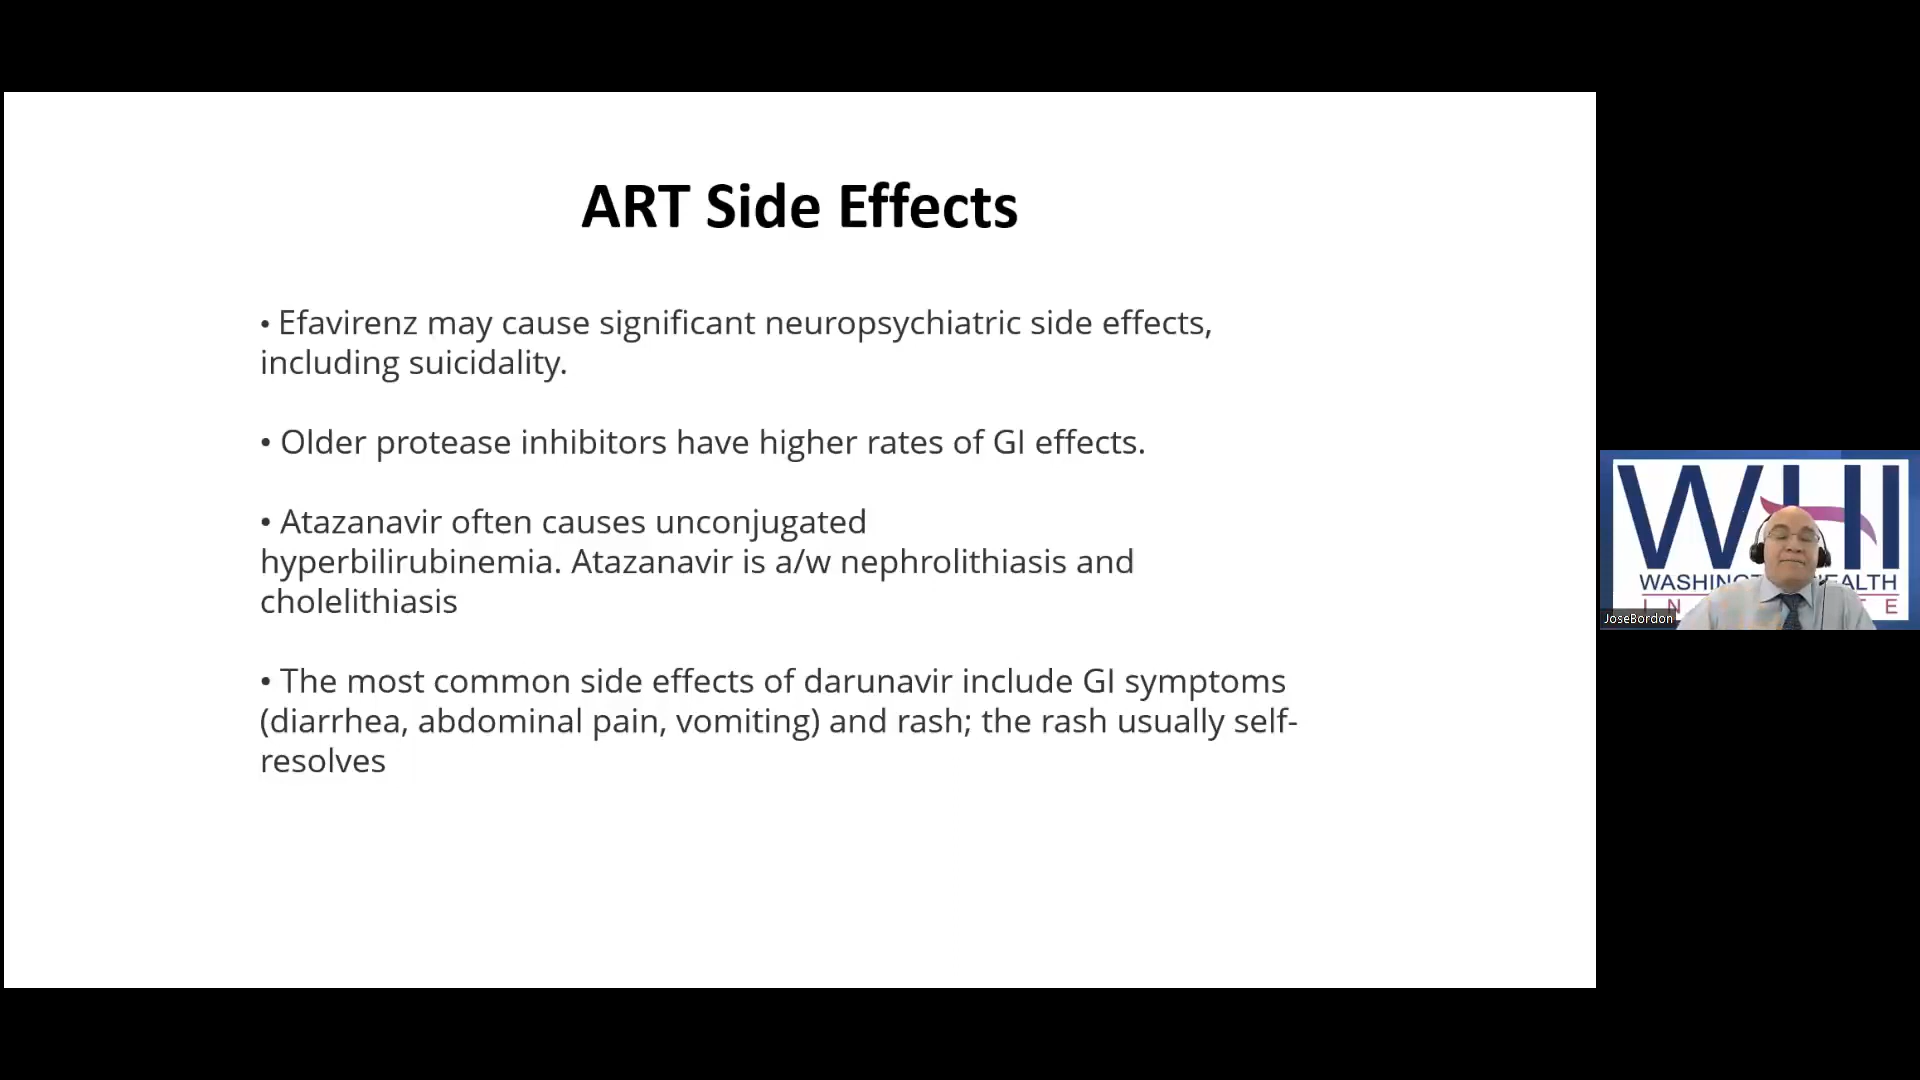 ART Side Effects
• Efavirenz may cause significant neuropsychiatric side effects,
including suicidality.
• Older protease inhibitors have higher rates of GI effects.
• Atazanavir often causes unconjugated
hyperbilirubinemia. Atazanavir is a/w nephrolithiasis and
cholelithiasis
• The most common side effects of darunavir include GI symptoms
(diarrhea, abdominal pain, vomiting) and rash; the rash usually self-
resolves
WHI
JoseBordon